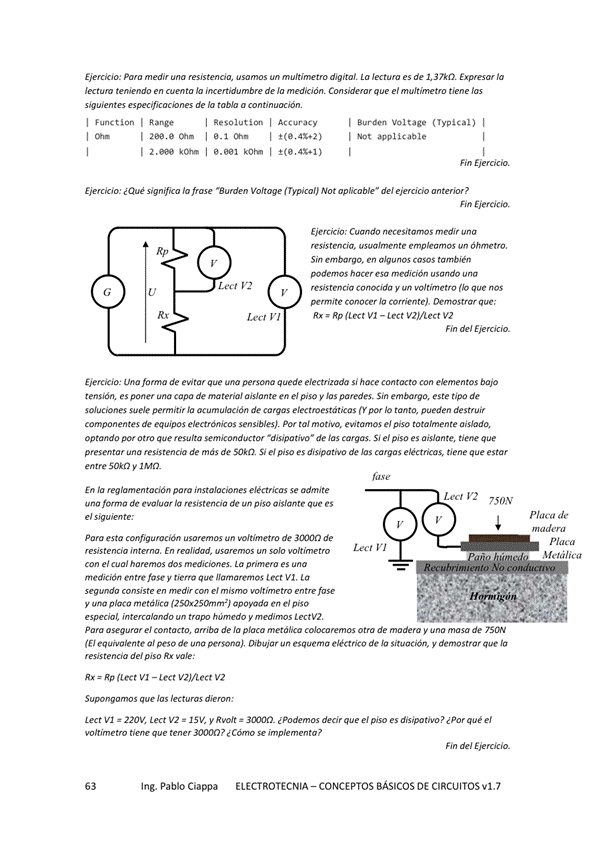 Ejercicio: Para medir una resistencia, usamos un multímetro digital. La lectura es de 1,37kΩ. Expresar la
lectura teniendo en cuenta la incertidumbre de la medición. Considerar que el multímetro tiene las
siguientes especificaciones de la tabla a continuación.
| Function | Range | Resolution | Accuracy | Burden Voltage (Typical) |
| Ohm | 200.0 Ohm | 0.1 Ohm | ±(0.4%+2) | Not applicable |
| | 2.000 kOhm | 0.001 kOhm | ±(0.4%+1) | |
Fin Ejercicio.
Ejercicio: ¿Qué significa la frase “Burden Voltage (Typical) Not aplicable” del ejercicio anterior?
Fin Ejercicio.
Rp
V
Lect V2
G
U
V
Rx
Lect V1
Ejercicio: Cuando necesitamos medir una
resistencia, usualmente empleamos un óhmetro.
Sin embargo, en algunos casos también
podemos hacer esa medición usando una
resistencia conocida y un voltímetro (lo que nos
permite conocer la corriente). Demostrar que:
Rx = Rp (Lect V1 – Lect V2)/Lect V2
Fin del Ejercicio.
Ejercicio: Una forma de evitar que una persona quede electrizada si hace contacto con elementos bajo
tensión, es poner una capa de material aislante en el piso y las paredes. Sin embargo, este tipo de
soluciones suele permitir la acumulación de cargas electroestáticas (Y por lo tanto, pueden destruir
componentes de equipos electrónicos sensibles). Por tal motivo, evitamos el piso totalmente aislado,
optando por otro que resulta semiconductor “disipativo” de las cargas. Si el piso es aislante, tiene que
presentar una resistencia de más de 50kΩ. Si el piso es disipativo de las cargas eléctricas, tiene que estar
entre 50kΩ y 1MΩ.
En la reglamentación para instalaciones eléctricas se admite
una forma de evaluar la resistencia de un piso aislante que es
el siguiente:
Para esta configuración usaremos un voltímetro de 3000Ω de
resistencia interna. En realidad, usaremos un solo voltímetro
con el cual haremos dos mediciones. La primera es una
medición entre fase y tierra que llamaremos Lect V1. La
segunda consiste en medir con el mismo voltímetro entre fase
y una placa metálica (250x250mm²) apoyada en el piso
especial, intercalando un trapo húmedo y medimos LectV2.
fase
Lect V2
750N
V
V
Placa de
madera
Lect V1
Placa
Metálica
Paño húmedo
Recubrimiento No conductivo
Hormigón
Para asegurar el contacto, arriba de la placa metálica colocaremos otra de madera y una masa de 750N
(El equivalente al peso de una persona). Dibujar un esquema eléctrico de la situación, y demostrar que la
resistencia del piso Rx vale:
Rx = Rp (Lect V1 – Lect V2)/Lect V2
Supongamos que las lecturas dieron:
Lect V1 = 220V, Lect V2 = 15V, y Rvolt = 3000Ω. ¿Podemos decir que el piso es disipativo? ¿Por qué el
voltímetro tiene que tener 3000Ω? ¿Cómo se implementa?
Fin del Ejercicio.
63 Ing. Pablo Ciappa ELECTROTECNIA – CONCEPTOS BÁSICOS DE CIRCUITOS v1.7